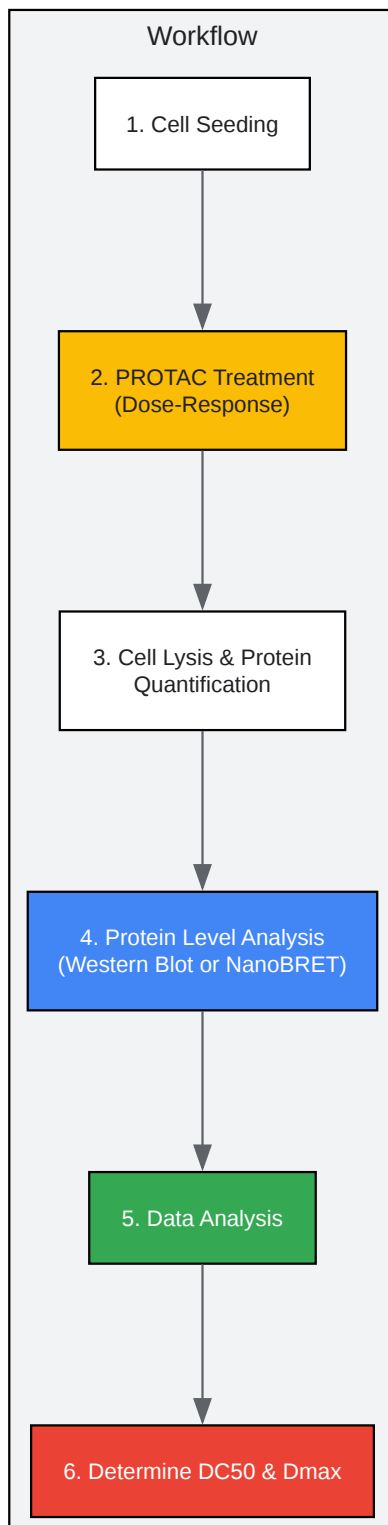 Workflow
1. Cell Seeding
2. PROTAC Treatment
(Dose-Response)
3. Cell Lysis & Protein
Quantification
4. Protein Level Analysis
(Western Blot or NanoBRET)
5. Data Analysis
6. Determine DC50 & Dmax